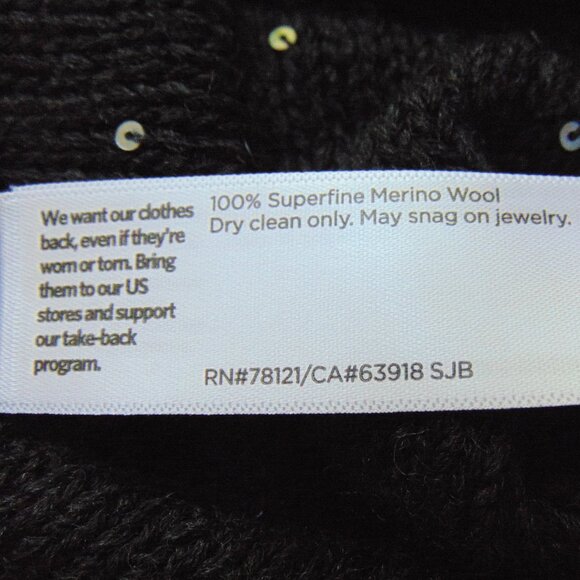 We want our clothes
back, even if they're
worn or torn. Bring
them to our US
stores and support
our take-back
program.
100% Superfine Merino Wool
Dry clean only. May snag on jewelry.
RN#78121/CA#63918 SJB